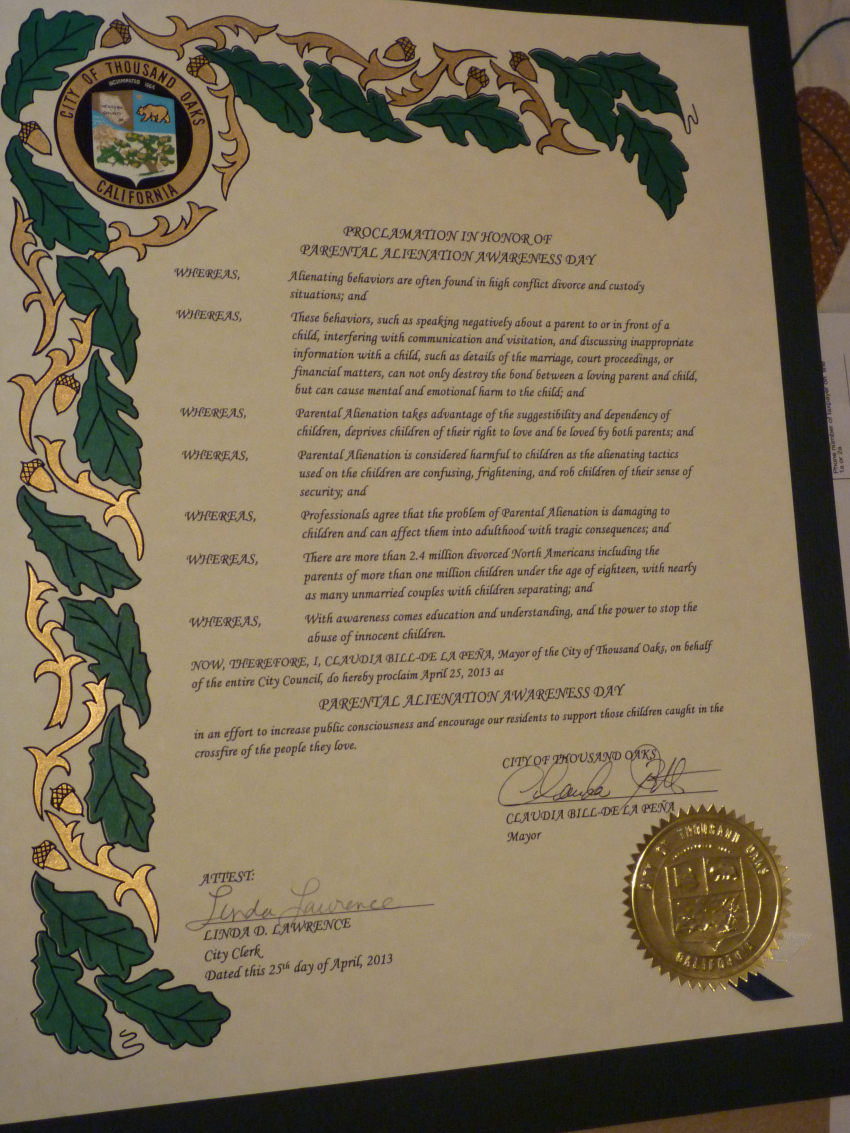 CITY OF THOUSAND OAKS
INCORPORATED 1964
CALIFORNIA
PROCLAMATION IN HONOR OF
PARENTAL ALIENATION AWARENESS DAY
WHEREAS, Alienating behaviors are often found in high conflict divorce and custody
situations; and
WHEREAS, These behaviors, such as speaking negatively about a parent to or in front of a
child, interfering with communication and visitation, and discussing inappropriate
information with a child, such as details of the marriage, court proceedings, or
financial matters, can not only destroy the bond between a loving parent and child,
but can cause mental and emotional harm to the child; and
WHEREAS, Parental Alienation takes advantage of the suggestibility and dependency of
children, deprives children of their right to love and be loved by both parents; and
WHEREAS, Parental Alienation is considered harmful to children as the alienating tactics
used on the children are confusing, frightening, and rob children of their sense of
security; and
WHEREAS, Professionals agree that the problem of Parental Alienation is damaging to
children and can affect them into adulthood with tragic consequences; and
WHEREAS, There are more than 2.4 million divorced North Americans including the
parents of more than one million children under the age of eighteen, with nearly
as many unmarried couples with children separating; and
WHEREAS, With awareness comes education and understanding, and the power to stop the
abuse of innocent children.
NOW, THEREFORE, I, CLAUDIA BILL-DE LA PEÑA, Mayor of the City of Thousand Oaks, on behalf
of the entire City Council, do hereby proclaim April 25, 2013 as
PARENTAL ALIENATION AWARENESS DAY
in an effort to increase public consciousness and encourage our residents to support those children caught in the
crossfire of the people they love.
CITY OF THOUSAND OAKS
CLAUDIA BILL-DE LA PEÑA
Mayor
ATTEST:
Linda Lawrence
LINDA D. LAWRENCE
City Clerk
Dated this 25th day of April, 2013
CITY OF THOUSAND OAKS
CALIFORNIA
Phone number of taxpayer on line
1a or 2a